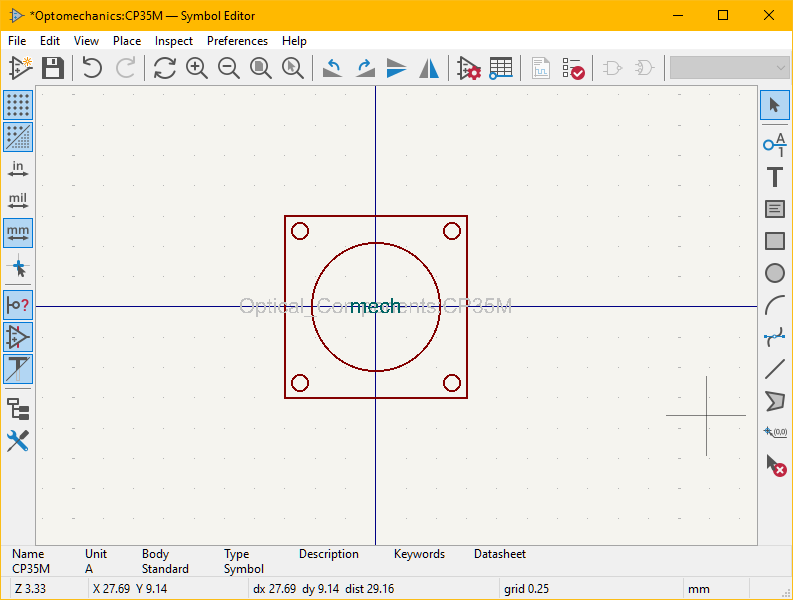 *Optomechanics:CP35M — Symbol Editor
File Edit View Place Inspect Preferences Help
in
mil
mm
A
1
T
(0,0)
mech
Name Unit Body Type Description Keywords Datasheet
CP35M A Standard Symbol
Z 3.33 X 27.69 Y 9.14 dx 27.69 dy 9.14 dist 29.16 grid 0.25 mm